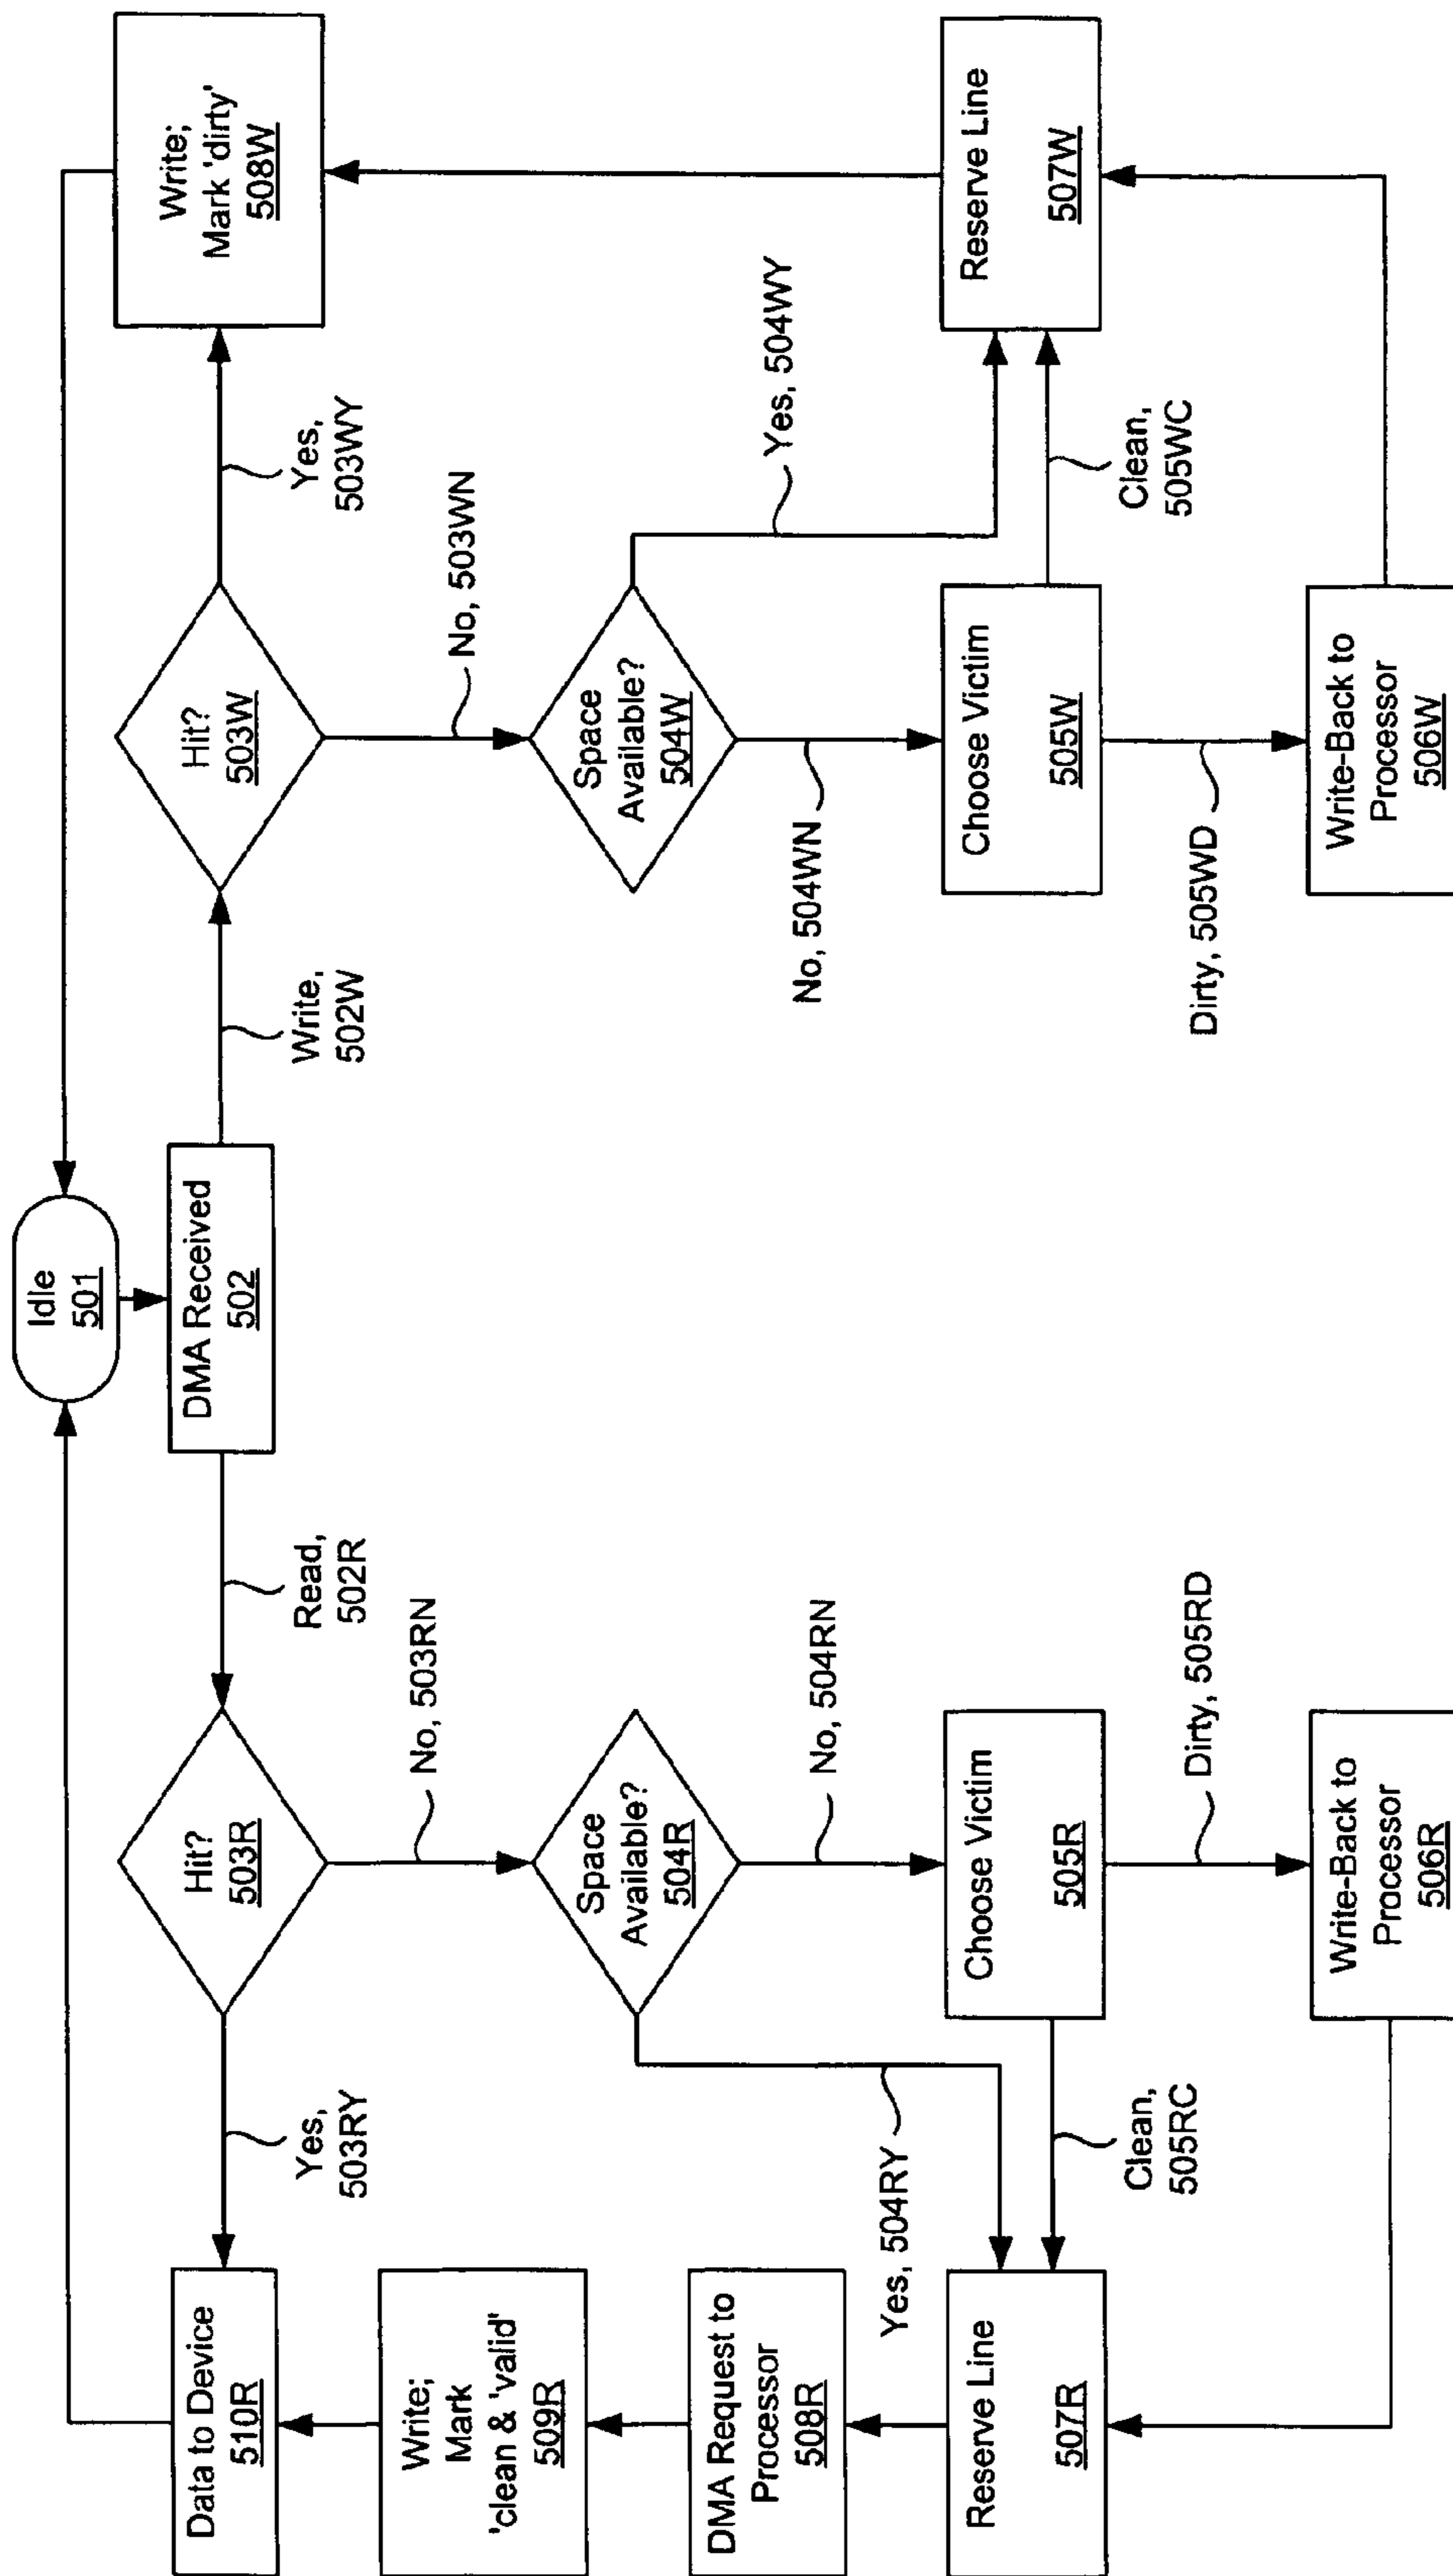 Idle
501
DMA Received
502
Read,
502R
Write,
502W
Hit?
503R
Yes,
503RY
No, 503RN
Data to Device
510R
Write;
Mark
'clean & 'valid'
509R
DMA Request to
Processor
508R
Space
Available?
504R
Yes, 504RY
No, 504RN
Reserve Line
507R
Clean,
505RC
Choose Victim
505R
Dirty, 505RD
Write-Back to
Processor
506R
Hit?
503W
Yes,
503WY
No, 503WN
Write;
Mark 'dirty'
508W
Space
Available?
504W
Yes, 504WY
No, 504WN
Choose Victim
505W
Clean,
505WC
Reserve Line
507W
Dirty, 505WD
Write-Back to
Processor
506W